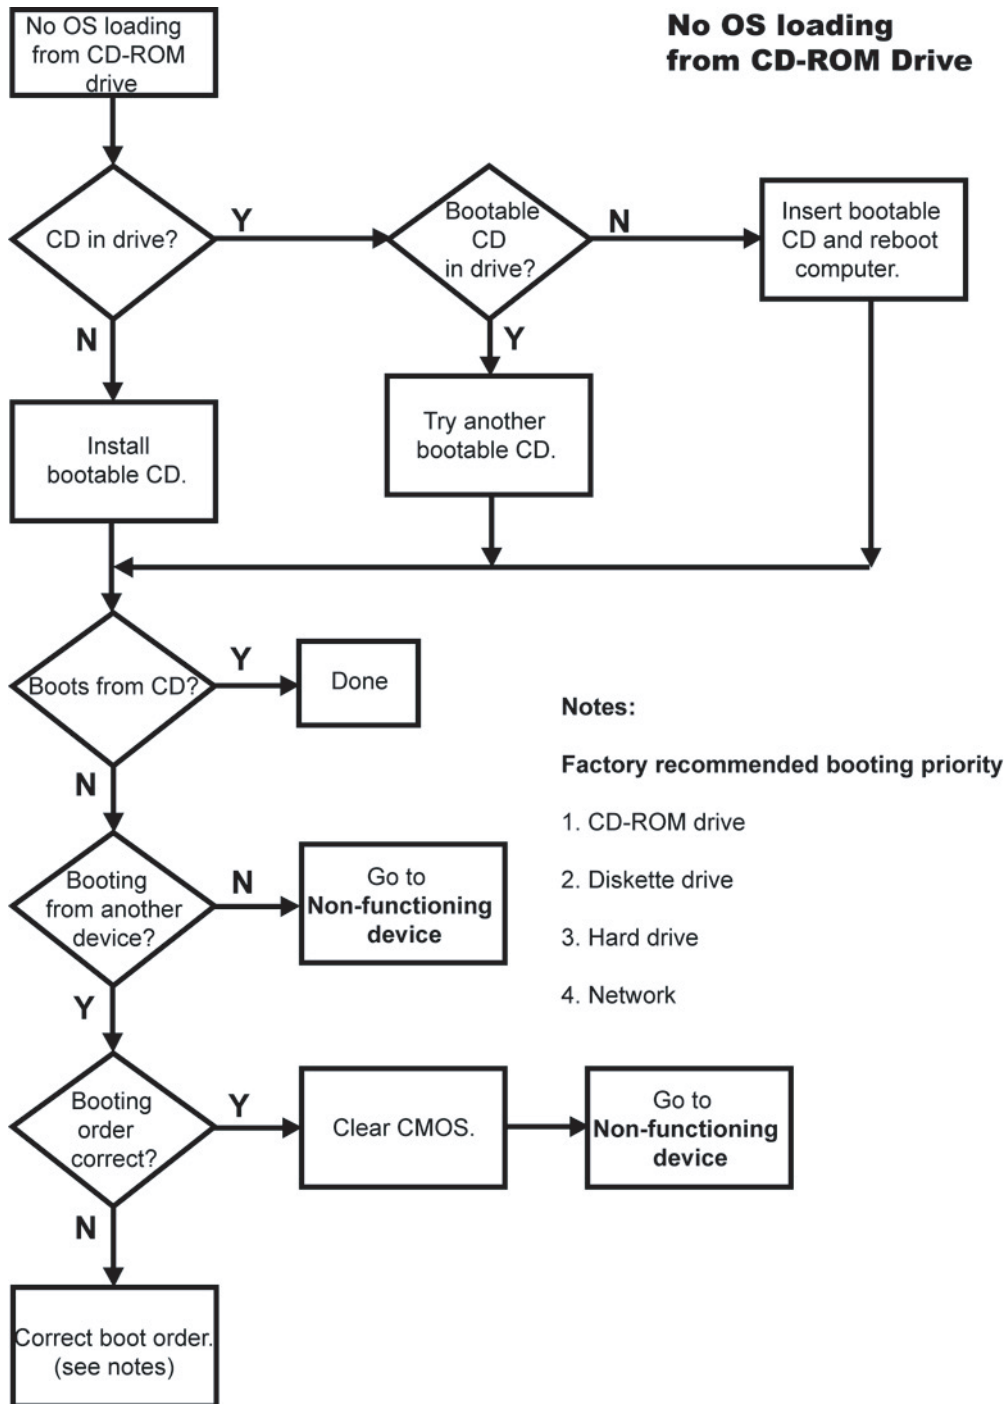 No OS loading
from CD-ROM
drive
No OS loading
from CD-ROM Drive
CD in drive?
Y
Bootable
CD
in drive?
N
Insert bootable
CD and reboot
computer.
N
Y
Install
bootable CD.
Try another
bootable CD.
Boots from CD?
Y
Done
N
Notes:
Factory recommended booting priority
1. CD-ROM drive
2. Diskette drive
3. Hard drive
4. Network
Booting
from another
device?
N
Go to
Non-functioning
device
Y
Booting
order
correct?
Y
Clear CMOS.
Go to
Non-functioning
device
N
Correct boot order.
(see notes)